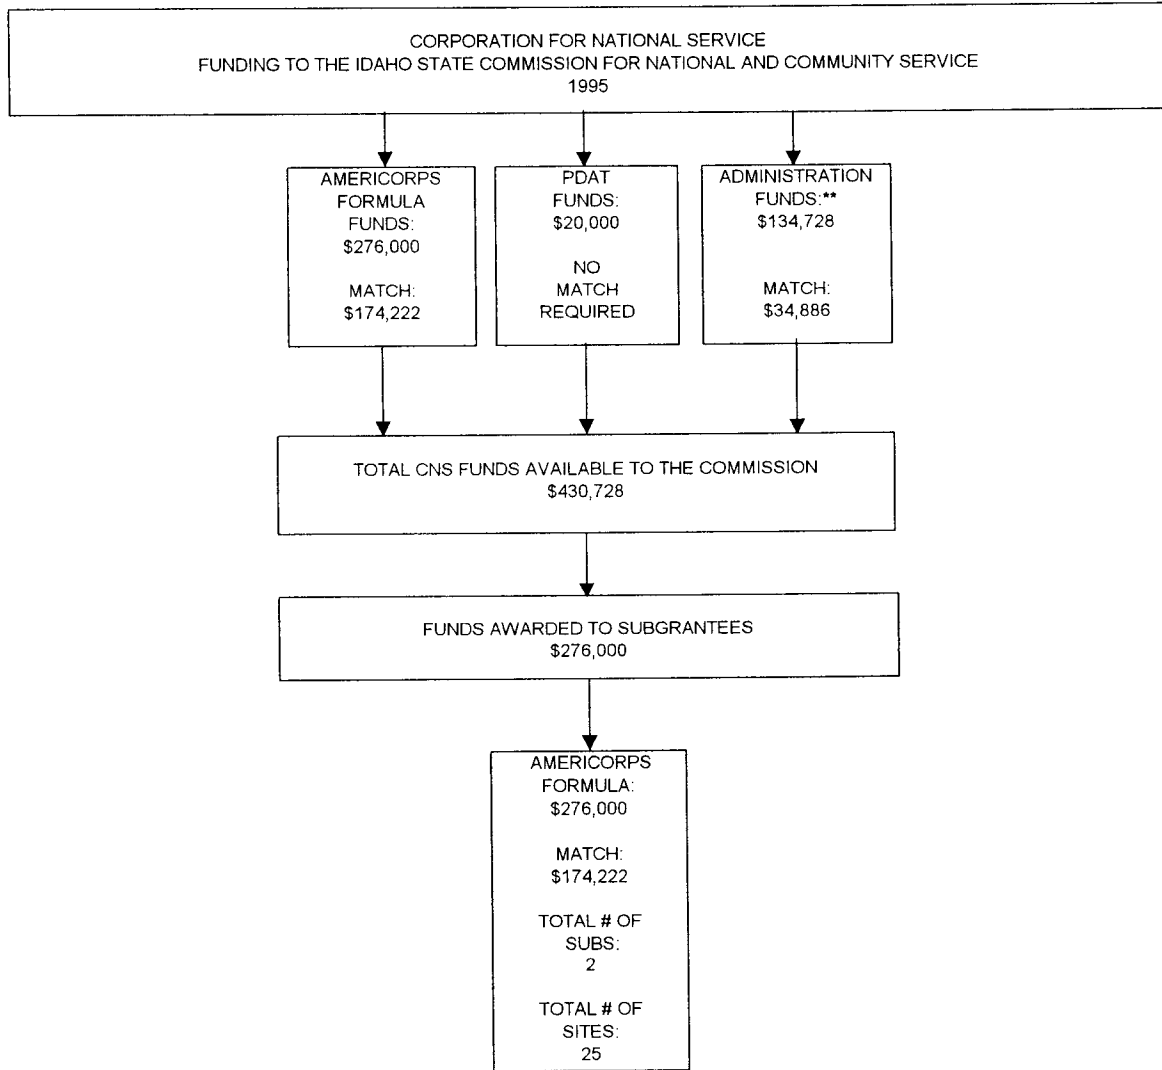 CORPORATION FOR NATIONAL SERVICE
FUNDING TO THE IDAHO STATE COMMISSION FOR NATIONAL AND COMMUNITY SERVICE
1995
AMERICORPS
FORMULA
FUNDS:
$276,000
MATCH:
$174,222
PDAT
FUNDS:
$20,000
NO
MATCH
REQUIRED
ADMINISTRATION
FUNDS:**
$134,728
MATCH:
$34,886
TOTAL CNS FUNDS AVAILABLE TO THE COMMISSION
$430,728
FUNDS AWARDED TO SUBGRANTEES
$276,000
AMERICORPS
FORMULA:
$276,000
MATCH:
$174,222
TOTAL # OF
SUBS:
2
TOTAL # OF
SITES:
25